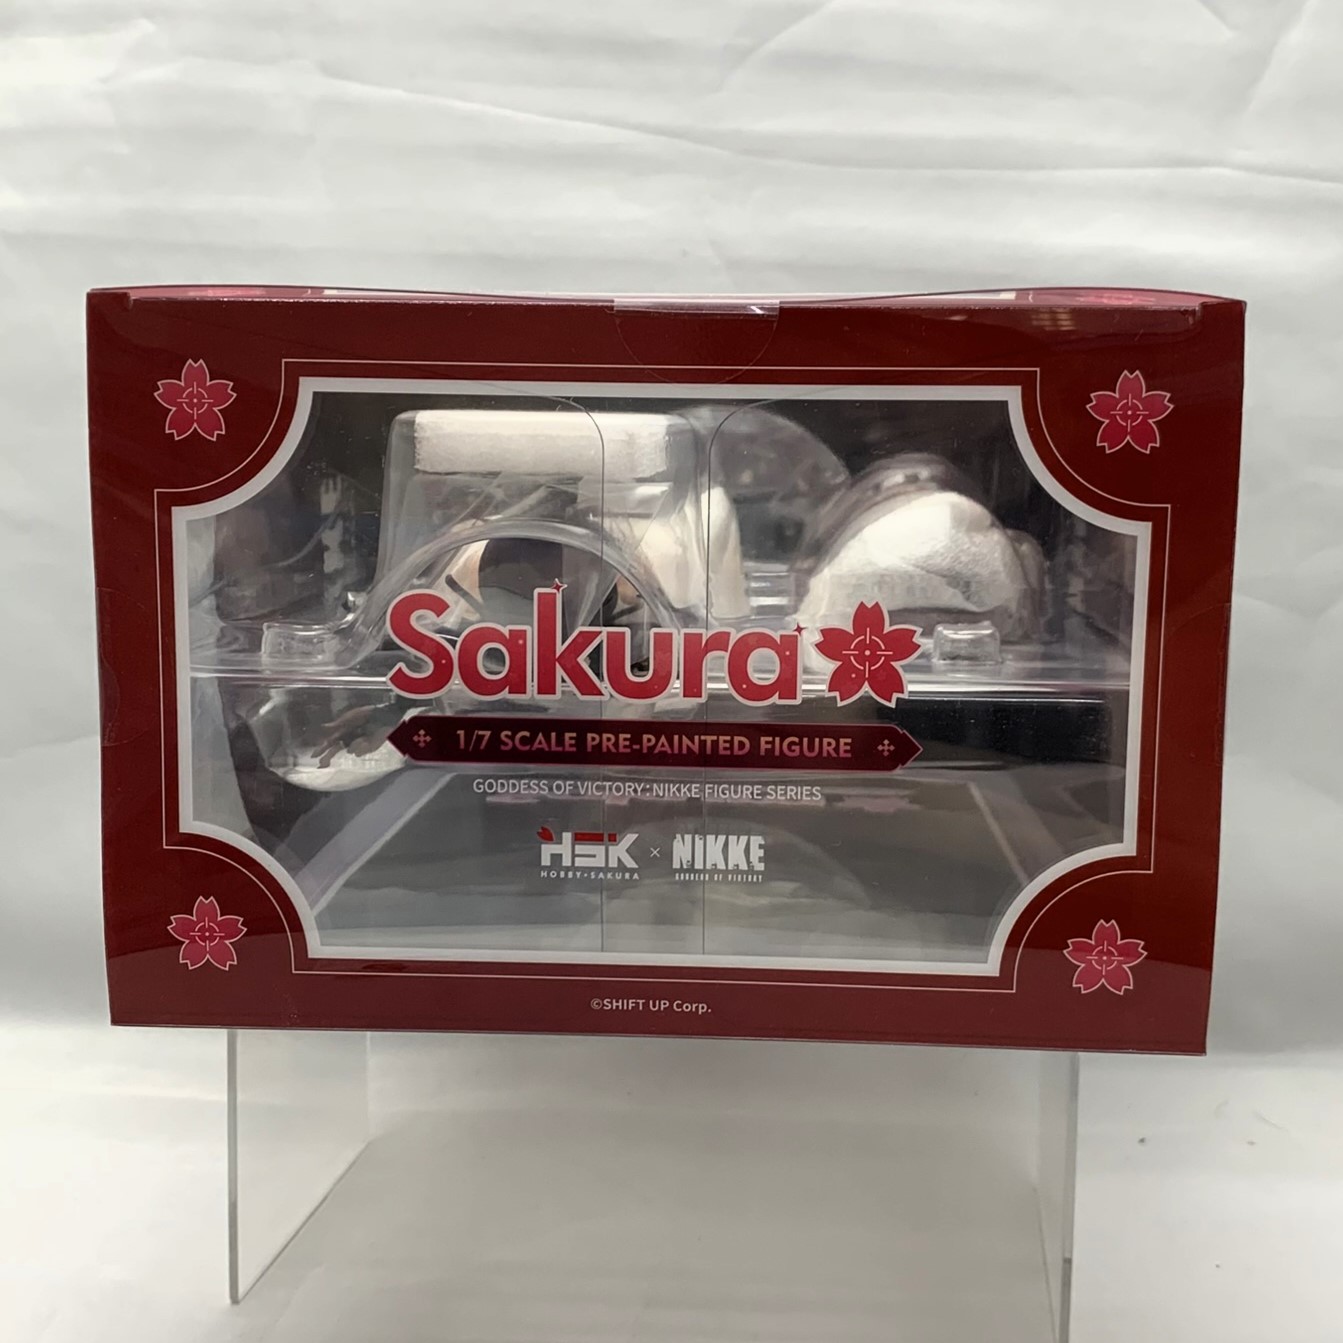 Sakura
1/7 SCALE PRE-PAINTED FIGURE
GODDESS OF VICTORY:NIKKE FIGURE SERIES
HSK × NIKKE
HOBBY·SAKURA GODDESS OF VICTORY
©SHIFT UP Corp.